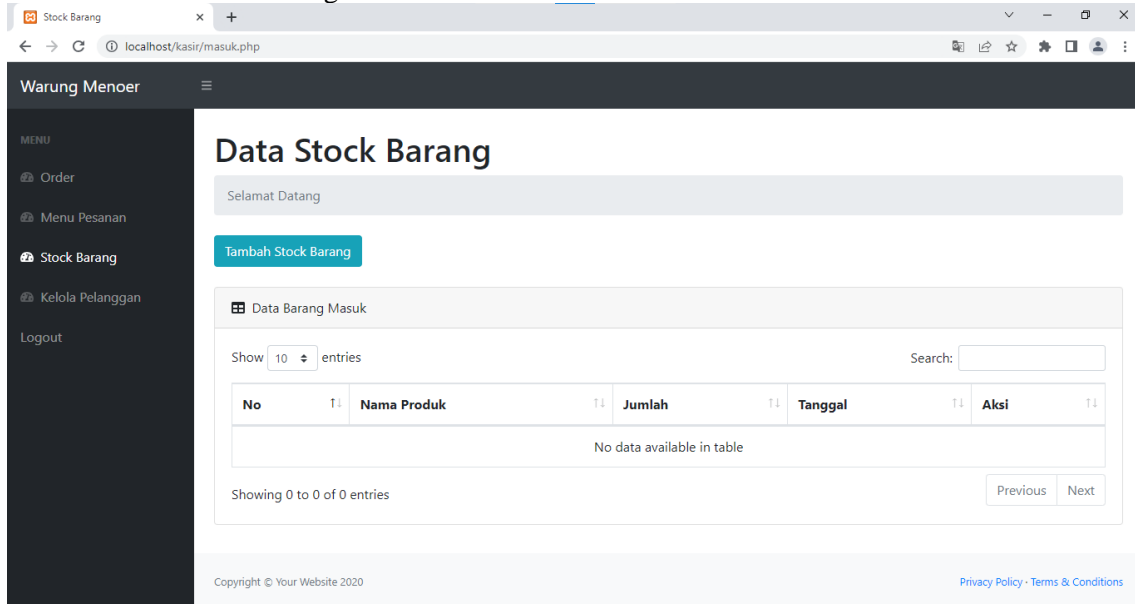 Stock Barang
localhost/kasir/masuk.php
Warung Menoer
MENU
Order
Menu Pesanan
Stock Barang
Kelola Pelanggan
Logout
Data Stock Barang
Selamat Datang
Tambah Stock Barang
Data Barang Masuk
Show 10 entries Search:
No Nama Produk Jumlah Tanggal Aksi
No data available in table
Showing 0 to 0 of 0 entries Previous Next
Copyright © Your Website 2020 Privacy Policy · Terms & Conditions